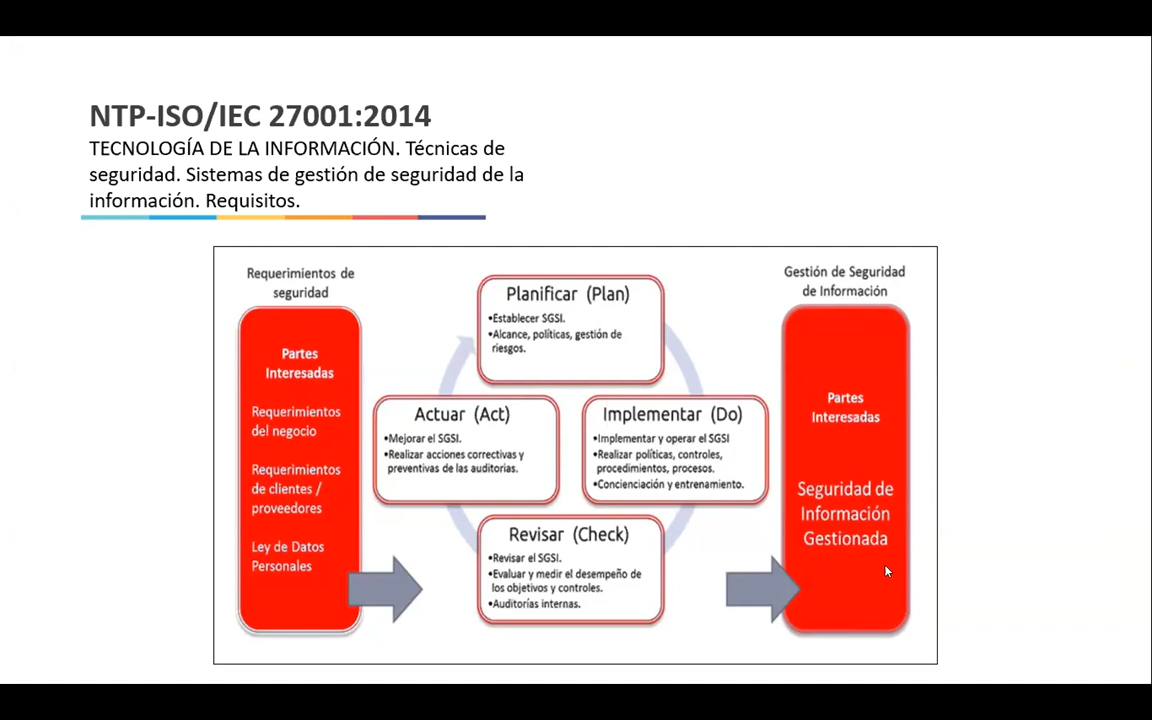 NTP-ISO/IEC 27001:2014
TECNOLOGÍA DE LA INFORMACIÓN. Técnicas de
seguridad. Sistemas de gestión de seguridad de la
información. Requisitos.
Requerimientos de
seguridad
Partes
Interesadas
Requerimientos
del negocio
Requerimientos
de clientes /
proveedores
Ley de Datos
Personales
Planificar (Plan)
•Establecer SGSI.
•Alcance, políticas, gestión de
riesgos.
Actuar (Act)
•Mejorar el SGSI.
•Realizar acciones correctivas y
preventivas de las auditorias.
Implementar (Do)
•Implementar y operar el SGSI
•Realizar políticas, controles,
procedimientos, procesos.
•Concienciación y entrenamiento.
Revisar (Check)
•Revisar el SGSI.
•Evaluar y medir el desempeño de
los objetivos y controles.
•Auditorías internas.
Gestión de Seguridad
de Información
Partes
Interesadas
Seguridad de
Información
Gestionada